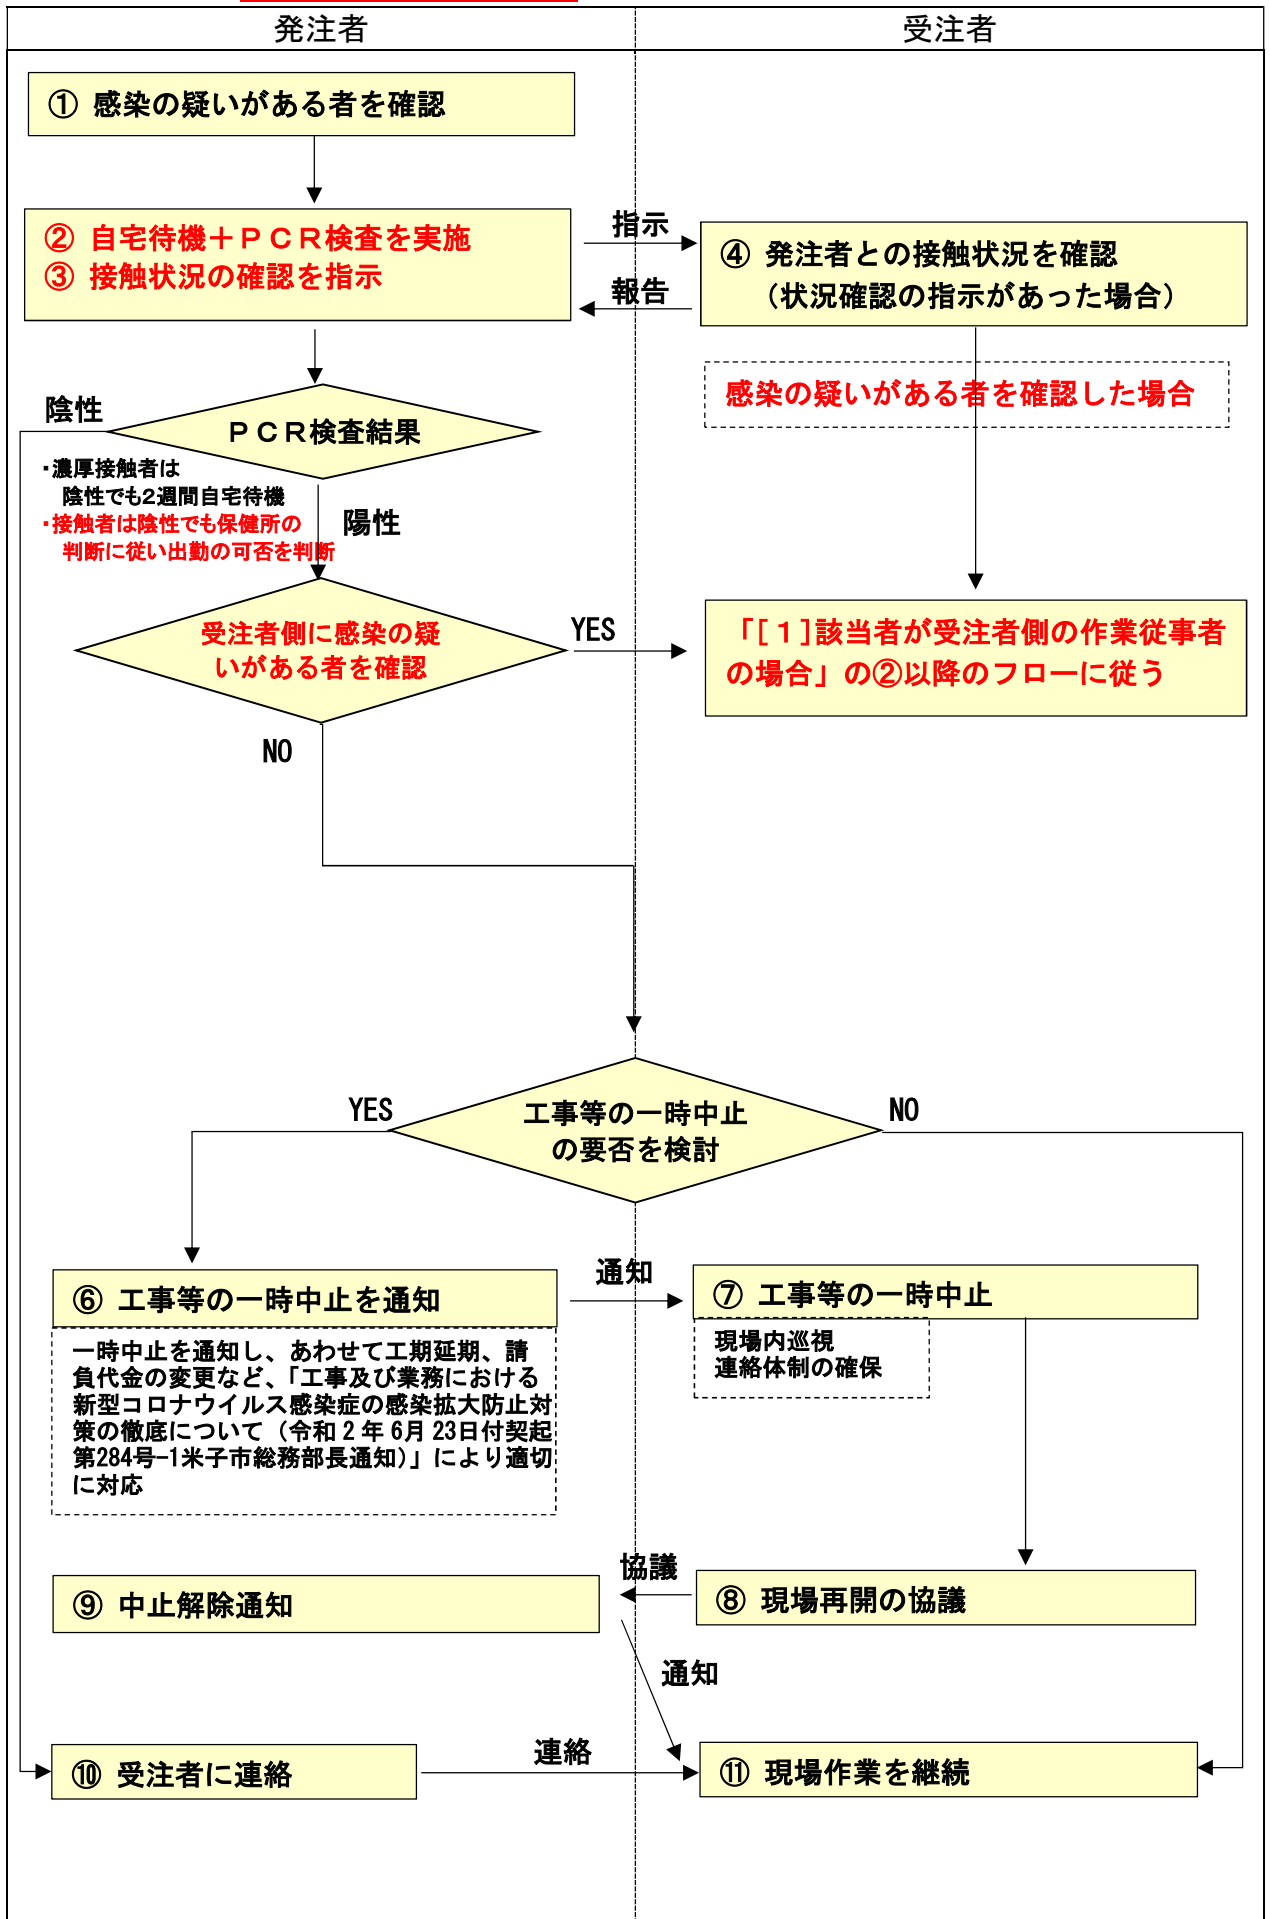 発注者
受注者
① 感染の疑いがある者を確認
② 自宅待機＋ＰＣＲ検査を実施
③ 接触状況の確認を指示
指示
報告
④ 発注者との接触状況を確認
（状況確認の指示があった場合）
感染の疑いがある者を確認した場合
陰性
ＰＣＲ検査結果
・濃厚接触者は
陰性でも2週間自宅待機
・接触者は陰性でも保健所の
判断に従い出勤の可否を判断
陽性
受注者側に感染の疑
いがある者を確認
YES
「[１]該当者が受注者側の作業従事者
の場合」の②以降のフローに従う
NO
YES
工事等の一時中止
の要否を検討
NO
⑥ 工事等の一時中止を通知
通知
⑦ 工事等の一時中止
一時中止を通知し、あわせて工期延期、請
負代金の変更など、「工事及び業務における
新型コロナウイルス感染症の感染拡大防止対
策の徹底について（令和２年 6月 23日付契起
第284号-1米子市総務部長通知）」により適切
に対応
現場内巡視
連絡体制の確保
協議
⑨ 中止解除通知
⑧ 現場再開の協議
通知
⑩ 受注者に連絡
連絡
⑪ 現場作業を継続